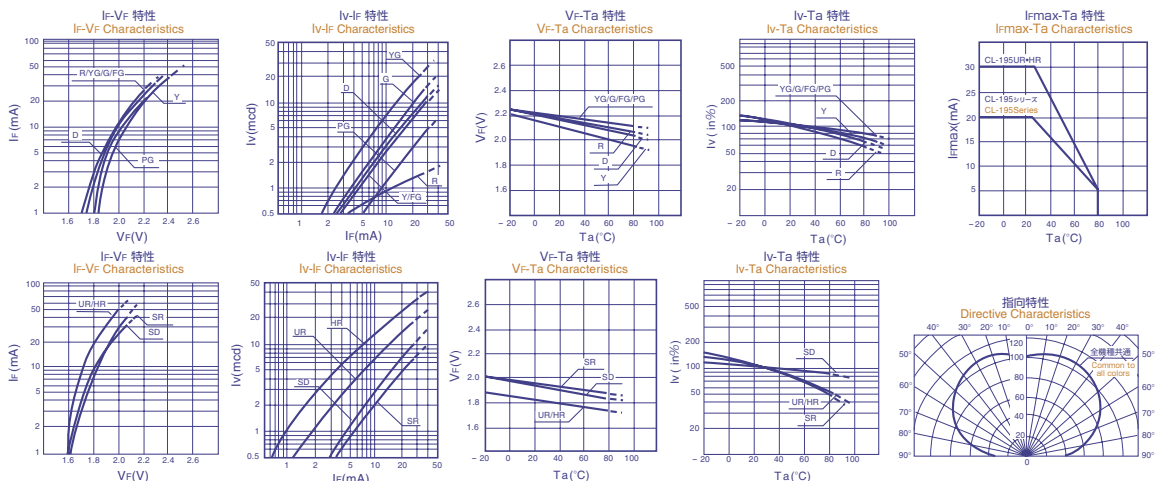 IF-VF 特性
IF-VF Characteristics
100
50
20
10
5
2
1
IF(mA)
R/YG/G/FG
Y
D
PG
1.6 1.8 2.0 2.2 2.4 2.6
VF(V)
Iv-IF 特性
Iv-IF Characteristics
50
20
10
5
2
1
0.5
Iv(mcd)
YG
G
D
PG
R
Y/FG
1 2 5 10 20 50
IF(mA)
VF-Ta 特性
VF-Ta Characteristics
2.6
2.4
2.2
2.0
1.8
1.6
VF(V)
YG/G/FG/PG
R
D
Y
－20 0 20 40 60 80 100
Ta(°C)
Iv-Ta 特性
Iv-Ta Characteristics
500
200
100
50
20
Iv (in%)
YG/G/FG/PG
Y
D
R
－20 0 20 40 60 80 100
Ta(°C)
IFmax-Ta 特性
IFmax-Ta Characteristics
CL-195UR•HR
30
CL-195シリーズ
CL-195Series
20
10
5
IFmax(mA)
－20 0 20 40 60 80 100
Ta(°C)
IF-VF 特性
IF-VF Characteristics
100
50
20
10
5
2
1
IF(mA)
UR/HR
SR
SD
1.6 1.8 2.0 2.2 2.4 2.6
VF(V)
Iv-IF 特性
Iv-IF Characteristics
50
20
10
5
2
1
0.5
Iv(mcd)
HR
UR
SD
SR
1 2 5 10 20 50
IF(mA)
VF-Ta 特性
VF-Ta Characteristics
2.6
2.4
2.2
2.0
1.8
1.6
VF(V)
SR
SD
UR/HR
－20 0 20 40 60 80 100
Ta(°C)
Iv-Ta 特性
Iv-Ta Characteristics
500
200
100
50
20
Iv ( in%)
SD
UR/HR
SR
－20 0 20 40 60 80 100
Ta(°C)
指向特性
Directive Characteristics
40° 30° 20° 10° 0° 10° 20° 30° 40°
全機種共通
Common to
all colors
120
100
80
60
40
20
0
50° 50°
60° 60°
70° 70°
80° 80°
90° 90°